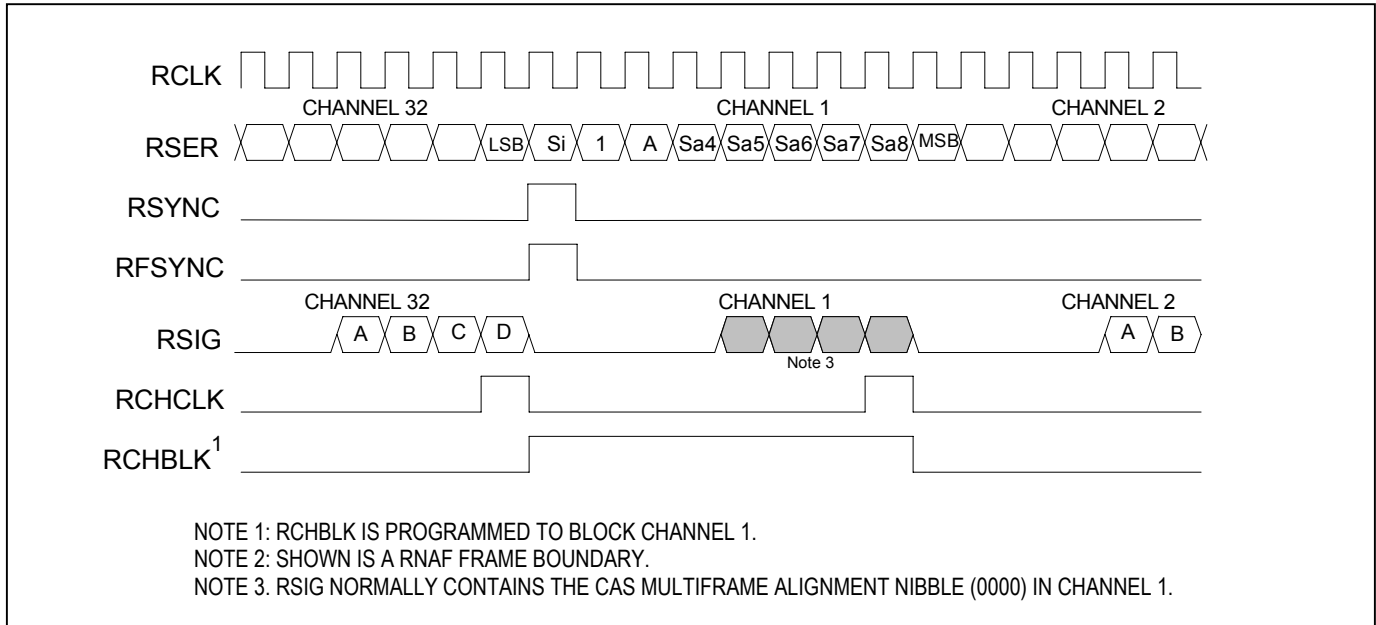 RCLK
CHANNEL 32 CHANNEL 1 CHANNEL 2
RSER LSB Si 1 A Sa4 Sa5 Sa6 Sa7 Sa8 MSB
RSYNC
RFSYNC
CHANNEL 32 CHANNEL 1 CHANNEL 2
RSIG A B C D A B
Note 3
RCHCLK
RCHBLK1
NOTE 1: RCHBLK IS PROGRAMMED TO BLOCK CHANNEL 1.
NOTE 2: SHOWN IS A RNAF FRAME BOUNDARY.
NOTE 3. RSIG NORMALLY CONTAINS THE CAS MULTIFRAME ALIGNMENT NIBBLE (0000) IN CHANNEL 1.